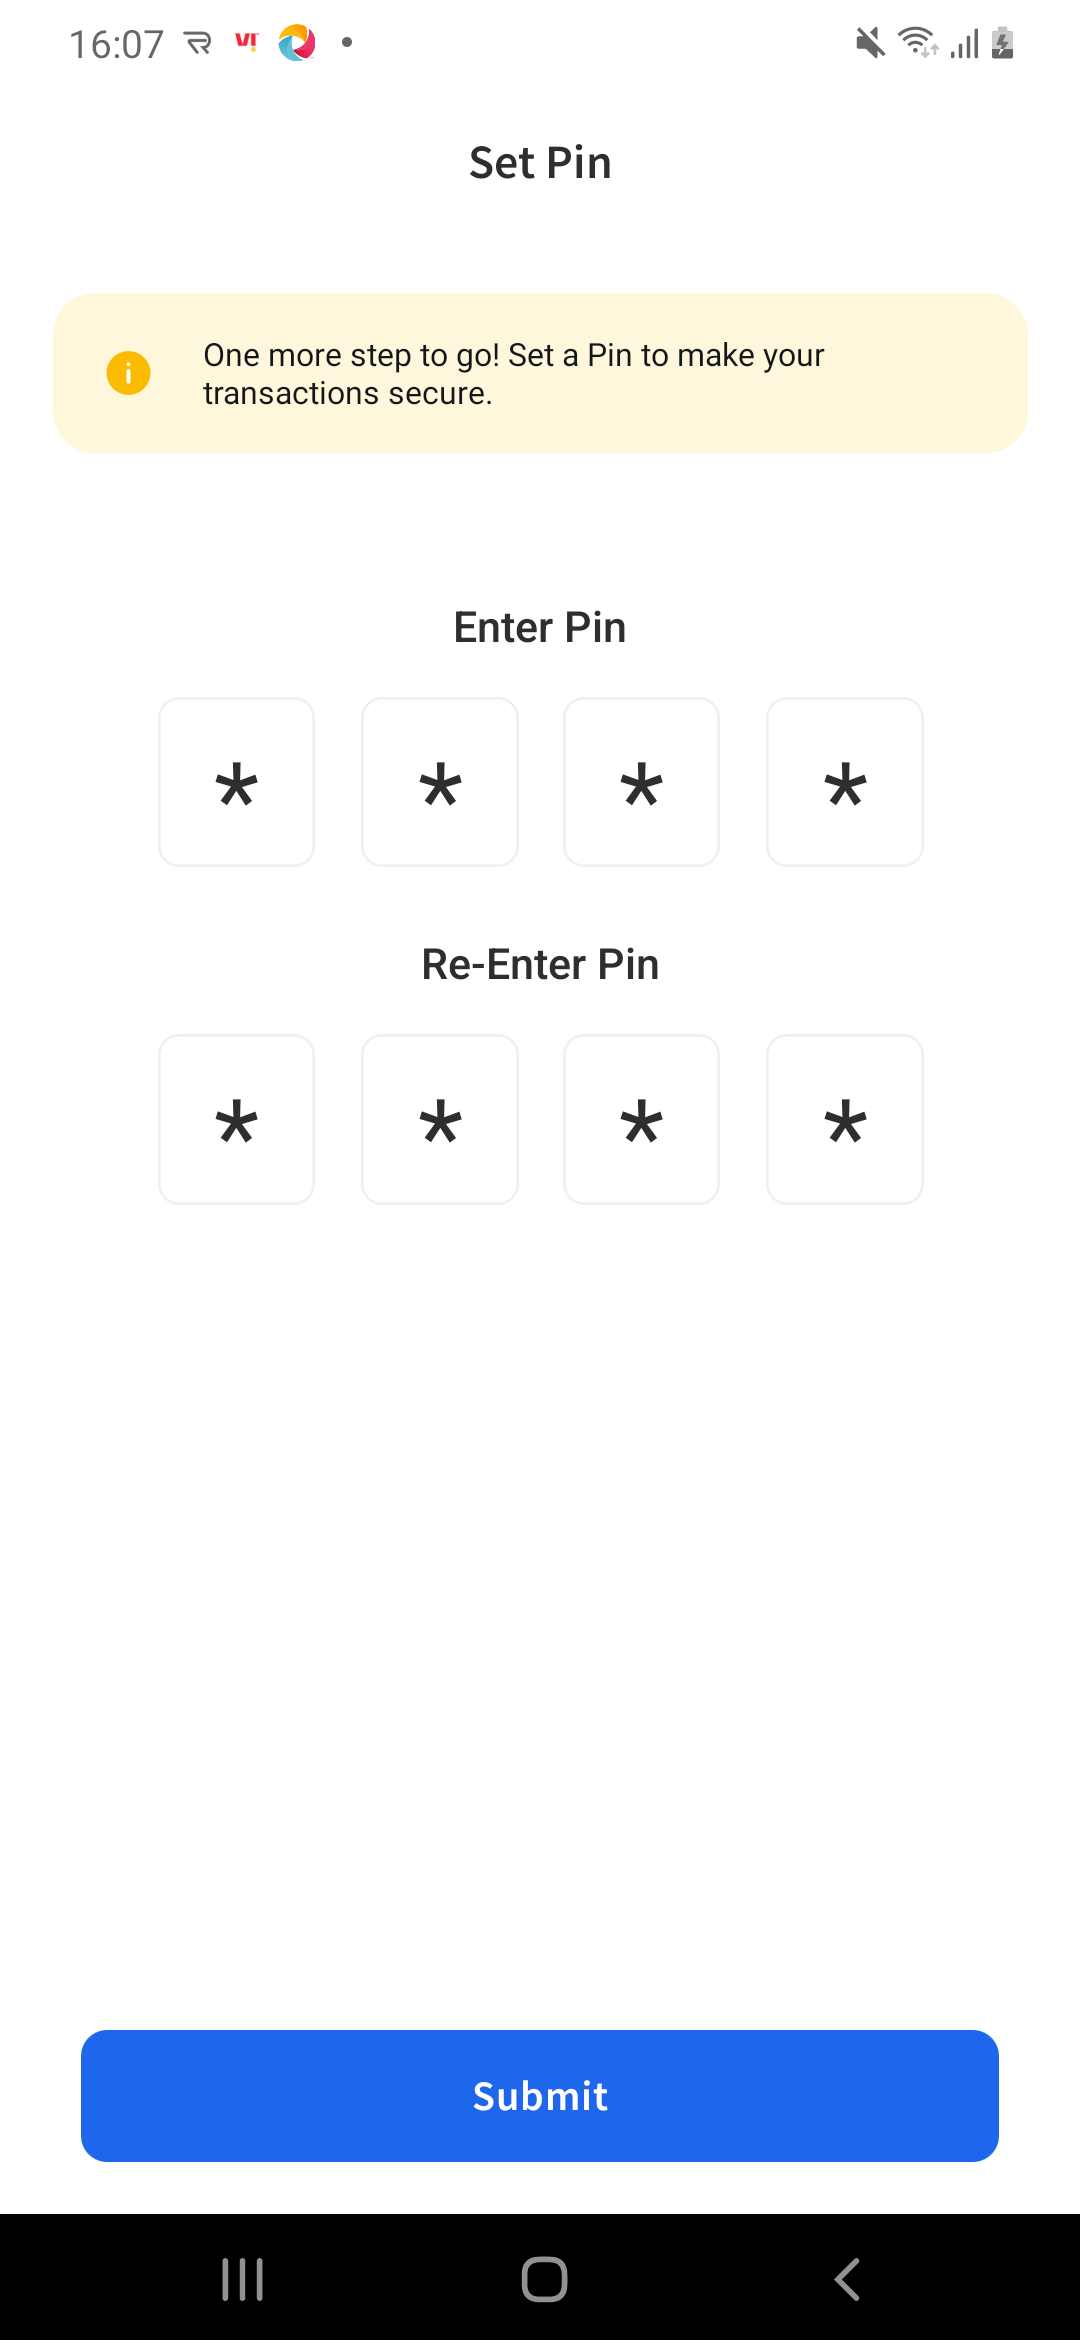 16:07
Set Pin
One more step to go! Set a Pin to make your
transactions secure.
Enter Pin
* * * *
Re-Enter Pin
* * * *
Submit